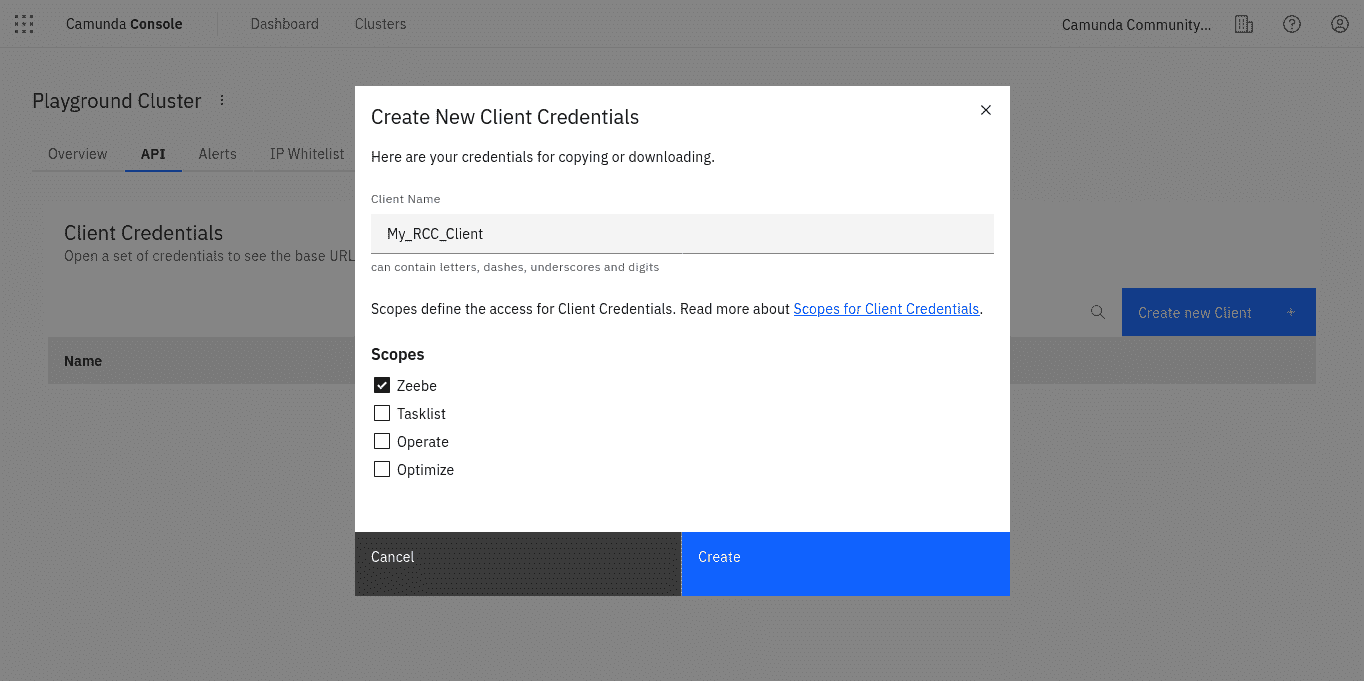 Camunda Console Dashboard Clusters Camunda Community...
Playground Cluster
Overview API Alerts IP Whitelist
Create New Client Credentials
Here are your credentials for copying or downloading.
Client Name
My_RCC_Client
can contain letters, dashes, underscores and digits
Scopes define the access for Client Credentials. Read more about Scopes for Client Credentials.
Scopes
Zeebe
Tasklist
Operate
Optimize
Cancel Create
Client Credentials
Open a set of credentials to see the base URL
Create new Client +
Name